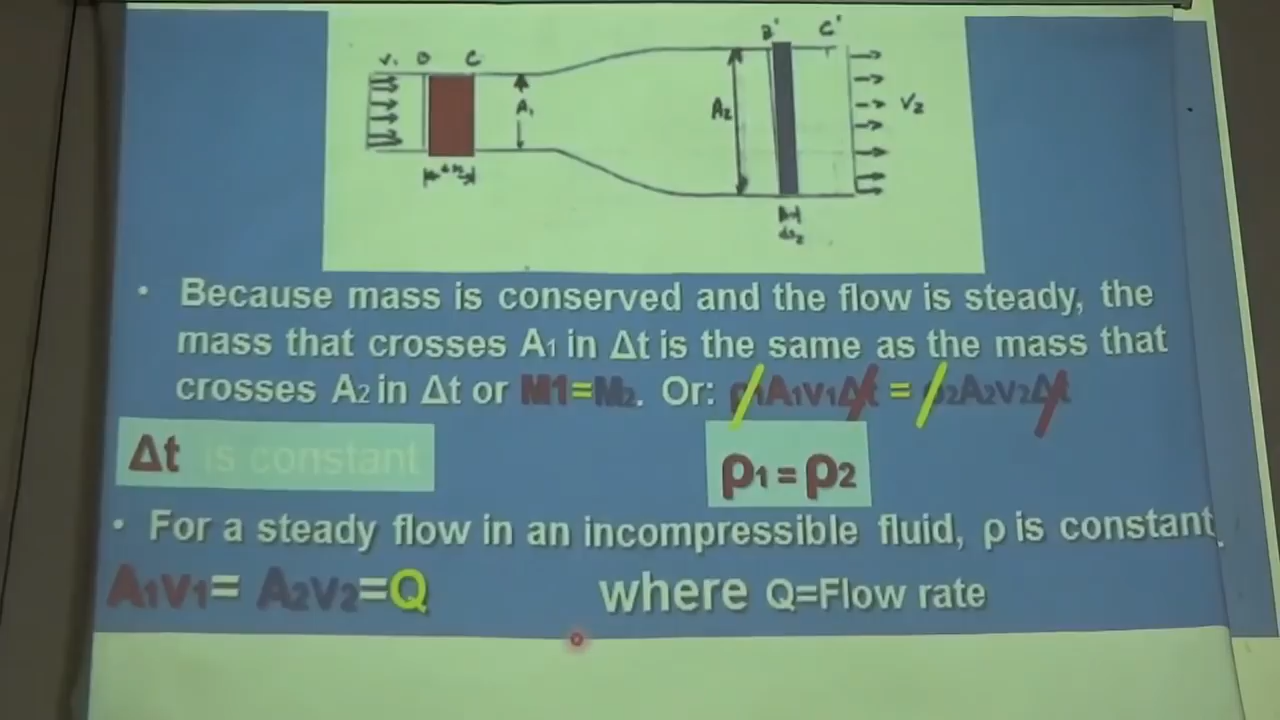 V₁ B C
A₁
A₂
B' C'
V₂
• Because mass is conserved and the flow is steady, the
mass that crosses A1 in Δt is the same as the mass that
crosses A2 in Δt or M1=M2. Or: ρ1A1V1Δt = ρ2A2V2Δt
Δt is constant
ρ1 = ρ2
• For a steady flow in an incompressible fluid, ρ is constant.
A1V1= A2V2=Q where Q=Flow rate